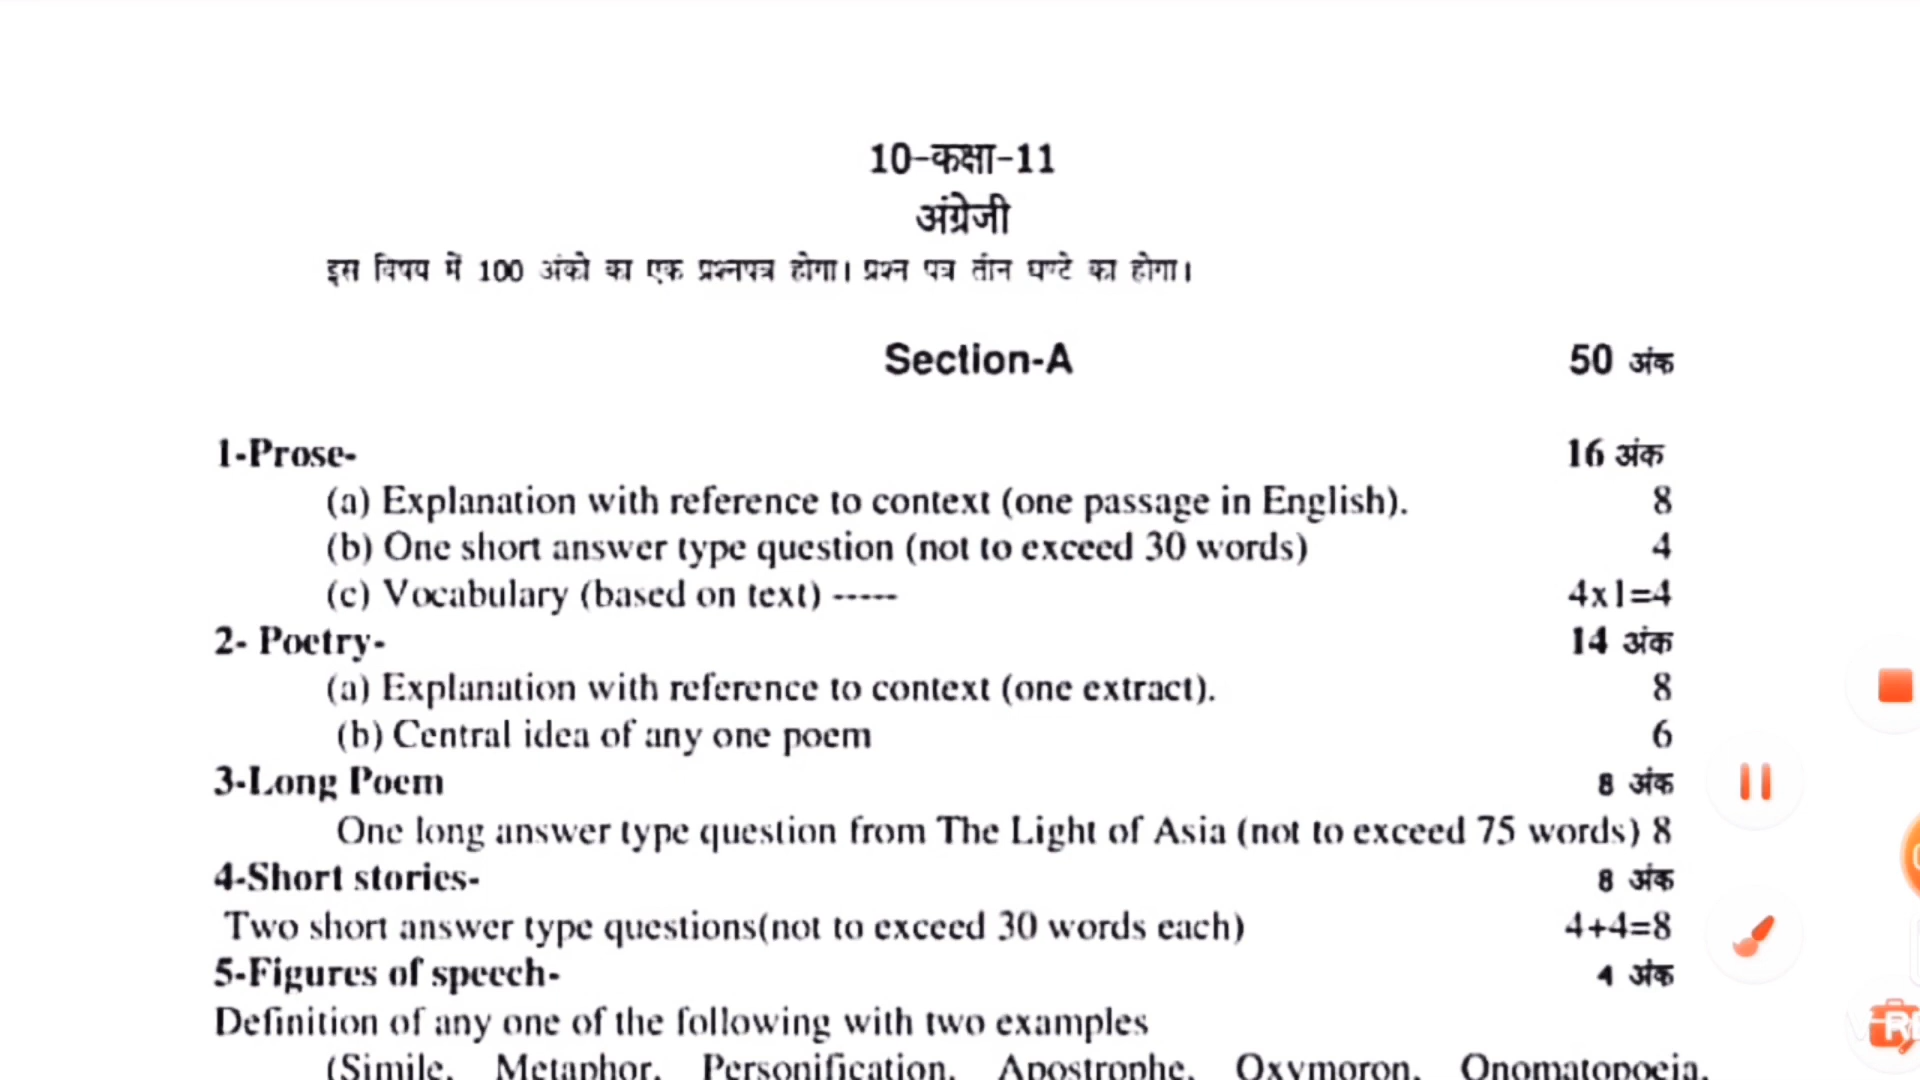 10-कक्षा-11
अंग्रेजी
इस विषय में 100 अंको का एक प्रश्नपत्र होगा। प्रश्न पत्र तीन घण्टे का होगा।
Section-A 50 अंक
1-Prose- 16 अंक
(a) Explanation with reference to context (one passage in English). 8
(b) One short answer type question (not to exceed 30 words) 4
(c) Vocabulary (based on text) ----- 4x1=4
2- Poetry- 14 अंक
(a) Explanation with reference to context (one extract). 8
(b) Central idea of any one poem 6
3-Long Poem 8 अंक
One long answer type question from The Light of Asia (not to exceed 75 words) 8
4-Short stories- 8 अंक
Two short answer type questions(not to exceed 30 words each) 4+4=8
5-Figures of speech- 4 अंक
Definition of any one of the following with two examples
(Simile, Metaphor, Personification, Apostrophe, Oxymoron, Onomatopoeia,